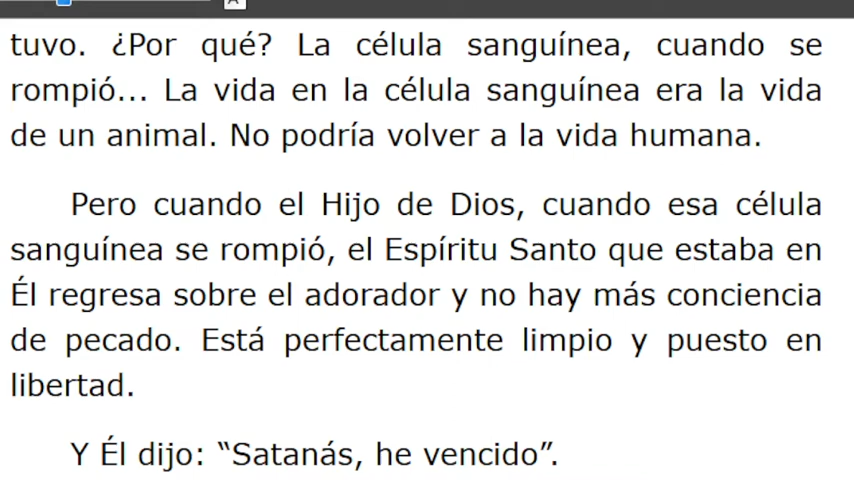 tuvo. ¿Por qué? La célula sanguínea, cuando se
rompió... La vida en la célula sanguínea era la vida
de un animal. No podría volver a la vida humana.
Pero cuando el Hijo de Dios, cuando esa célula
sanguínea se rompió, el Espíritu Santo que estaba en
Él regresa sobre el adorador y no hay más conciencia
de pecado. Está perfectamente limpio y puesto en
libertad.
Y Él dijo: “Satanás, he vencido”.